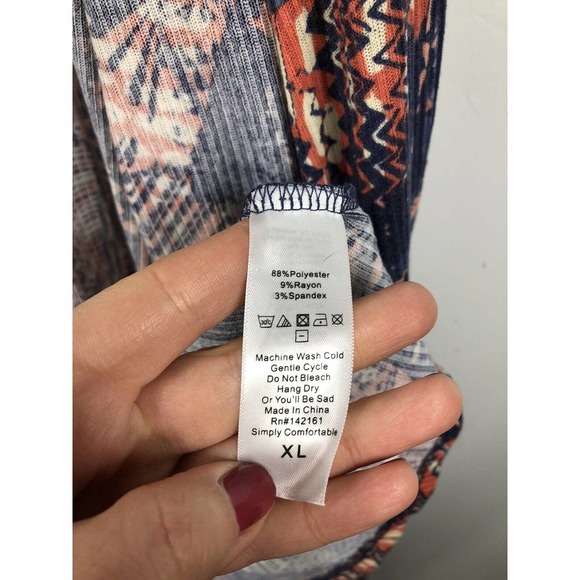 88%Polyester
9%Rayon
3%Spandex
30°C
Machine Wash Cold
Gentle Cycle
Do Not Bleach
Hang Dry
Or You'll Be Sad
Made In China
Rn#142161
Simply Comfortable
XL